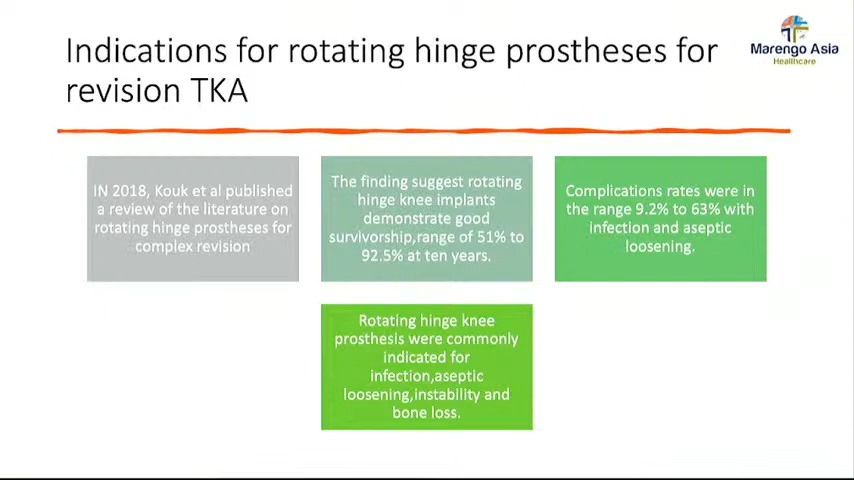 Indications for rotating hinge prostheses for
revision TKA
Marengo Asia
Healthcare
IN 2018, Kouk et al published
a review of the literature on
rotating hinge prostheses for
complex revision
The finding suggest rotating
hinge knee implants
demonstrate good
survivorship,range of 51% to
92.5% at ten years.
Complications rates were in
the range 9.2% to 63% with
infection and aseptic
loosening.
Rotating hinge knee
prosthesis were commonly
indicated for
infection,aseptic
loosening,instability and
bone loss.